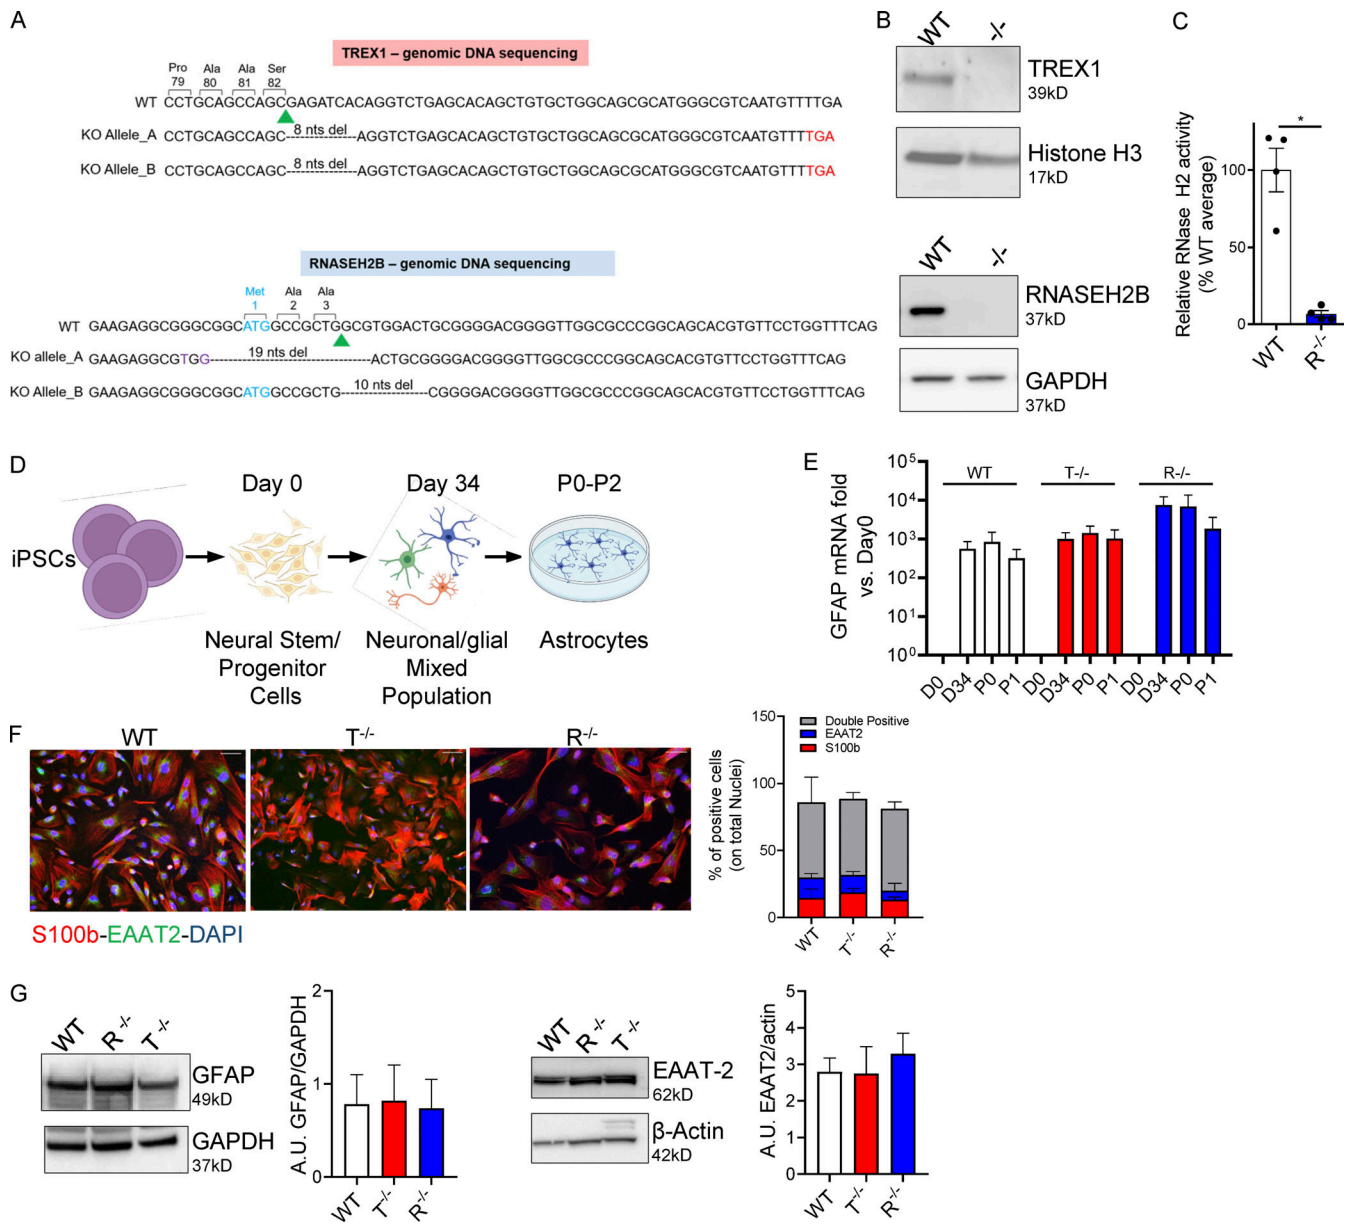 A
TREX1 – genomic DNA sequencing
Pro Ala Ala Ser
79 80 81 82
WT CCTGCAGCCAGCGAGATCACAGGTCTGAGCACAGCTGTGCTGGCAGCGCATGGGCGTCAATGTTTTGA
KO Allele_A CCTGCAGCCAGC------------AGGTCTGAGCACAGCTGTGCTGGCAGCGCATGGGCGTCAATGTTTTGA
8 nts del
KO Allele_B CCTGCAGCCAGC------------AGGTCTGAGCACAGCTGTGCTGGCAGCGCATGGGCGTCAATGTTTTGA
8 nts del
RNASEH2B – genomic DNA sequencing
Met Ala Ala
1 2 3
WT GAAGAGGCGGGCGGCATGGCCGCTGGCGTGGACTGCGGGGACGGGGTTGGCGCCCGGCAGCACGTGTTCCTGGTTTCAG
KO allele_A GAAGAGGCGTGG------------ACTGCGGGGACGGGGTTGGCGCCCGGCAGCACGTGTTCCTGGTTTCAG
19 nts del
KO Allele_B GAAGAGGCGGGCGGCATGGCCGCTG------------CGGGGACGGGGTTGGCGCCCGGCAGCACGTGTTCCTGGTTTCAG
10 nts del
B
WT -/-
TREX1
39kD
Histone H3
17kD
WT -/-
RNASEH2B
37kD
GAPDH
37kD
C
Relative RNase H2 activity
(% WT average)
100
50
0
*
WT R-/-
D
Day 0 Day 34 P0-P2
iPSCs
Neural Stem/
Progenitor
Cells
Neuronal/glial
Mixed
Population
Astrocytes
E
GFAP mRNA fold
vs. Day0
10⁵
10⁴
10³
10²
10¹
10⁰
WT T-/- R-/-
D0 D34 P0 P1 D0 D34 P0 P1 D0 D34 P0 P1
F
WT T-/- R-/-
S100b-EAAT2-DAPI
% of positive cells
(on total Nuclei)
150
100
50
0
Double Positive
EAAT2
S100b
WT T-/- R-/-
G
WT R-/- T-/-
GFAP
49kD
GAPDH
37kD
A.U. GFAP/GAPDH
2
1
0
WT T-/- R-/-
WT R-/- T-/-
EAAT-2
62kD
β-Actin
42kD
A.U. EAAT2/actin
5
4
3
2
1
0
WT T-/- R-/-